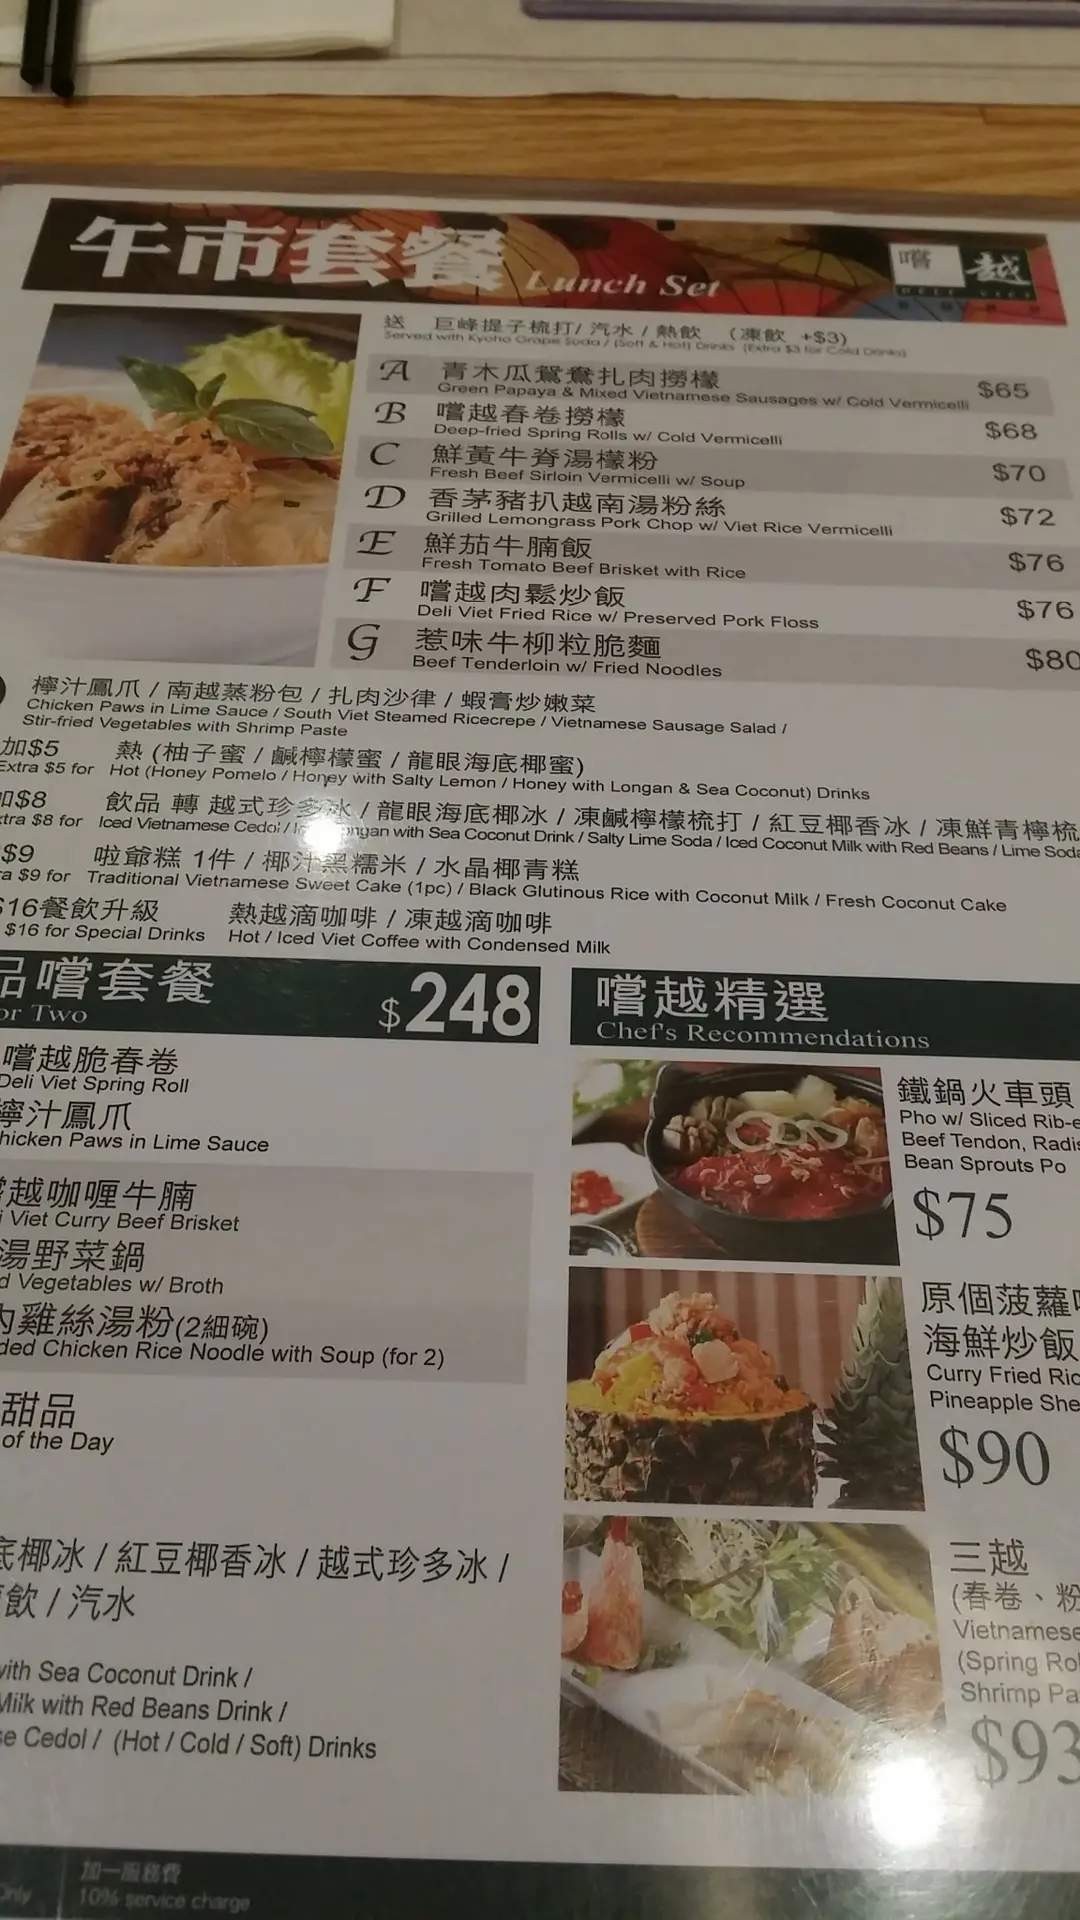 午市套餐 Lunch Set
嚐 越
DELI VIET
送 巨峰提子梳打/ 汽水 / 熱飲 (凍飲 +$3)
Served with Kyoho Grape Soda / (Soft & Hot) Drinks (Extra $3 for Cold Drinks)
A 青木瓜鴛鴦扎肉撈檬 $65
Green Papaya & Mixed Vietnamese Sausages w/ Cold Vermicelli
B 嚐越春卷撈檬 $68
Deep-fried Spring Rolls w/ Cold Vermicelli
C 鮮黃牛脊湯檬粉 $70
Fresh Beef Sirloin Vermicelli w/ Soup
D 香茅豬扒越南湯粉絲 $72
Grilled Lemongrass Pork Chop w/ Viet Rice Vermicelli
E 鮮茄牛腩飯 $76
Fresh Tomato Beef Brisket with Rice
F 嚐越肉鬆炒飯 $76
Deli Viet Fried Rice w/ Preserved Pork Floss
G 惹味牛柳粒脆麵 $80
Beef Tenderloin w/ Fried Noodles
檸汁鳳爪 / 南越蒸粉包 / 扎肉沙律 / 蝦膏炒嫩菜
Chicken Paws in Lime Sauce / South Viet Steamed Ricecrepe / Vietnamese Sausage Salad /
Stir-fried Vegetables with Shrimp Paste
加$5 熱 (柚子蜜 / 鹹檸檬蜜 / 龍眼海底椰蜜)
Extra $5 for Hot (Honey Pomelo / Honey with Salty Lemon / Honey with Longan & Sea Coconut) Drinks
加$8 飲品 轉 越式珍多冰 / 龍眼海底椰冰 / 凍鹹檸檬梳打 / 紅豆椰香冰 / 凍鮮青檸梳
tra $8 for Iced Vietnamese Cedol / Longan with Sea Coconut Drink / Salty Lime Soda / Iced Coconut Milk with Red Beans / Lime Soda
$9 啦爺糕 1件 / 椰汁黑糯米 / 水晶椰青糕
a $9 for Traditional Vietnamese Sweet Cake (1pc) / Black Glutinous Rice with Coconut Milk / Fresh Coconut Cake
$16餐飲升級 熱越滴咖啡 / 凍越滴咖啡
$16 for Special Drinks Hot / Iced Viet Coffee with Condensed Milk
品嚐套餐 $248
or Two
嚐越脆春卷
Deli Viet Spring Roll
檸汁鳳爪
hicken Paws in Lime Sauce
嚐越咖喱牛腩
i Viet Curry Beef Brisket
湯野菜鍋
d Vegetables w/ Broth
肉雞絲湯粉(2細碗)
ded Chicken Rice Noodle with Soup (for 2)
甜品
of the Day
底椰冰 / 紅豆椰香冰 / 越式珍多冰 /
飲 / 汽水
with Sea Coconut Drink /
Milk with Red Beans Drink /
se Cedol / (Hot / Cold / Soft) Drinks
嚐越精選
Chef's Recommendations
鐵鍋火車頭
Pho w/ Sliced Rib-e
Beef Tendon, Radis
Bean Sprouts Po
$75
原個菠蘿
海鮮炒飯
Curry Fried Ric
Pineapple She
$90
三越
(春卷、粉
Vietnamese
(Spring Rol
Shrimp Pa
$93
Only
加一服務費
10% service charge